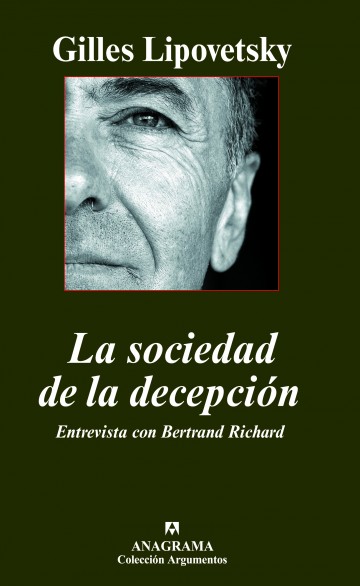 Gilles Lipovetsky
La sociedad
de la decepción
Entrevista con Bertrand Richard
ANAGRAMA
Colección Argumentos